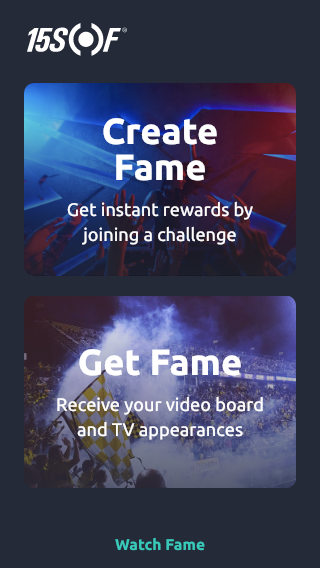 15SOF®
Create
Fame
Get instant rewards by
joining a challenge
Get Fame
Receive your video board
and TV appearances
Watch Fame